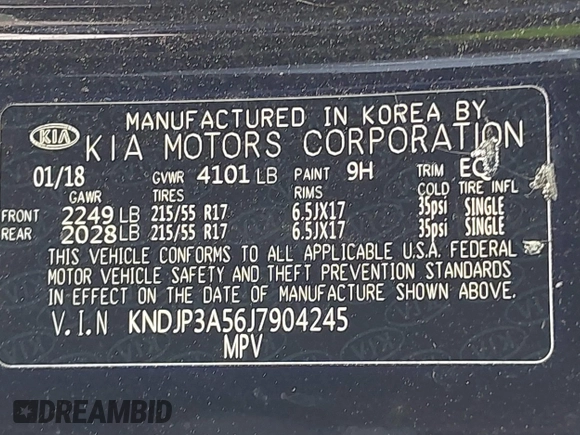 MANUFACTURED IN KOREA BY
KIA KIA MOTORS CORPORATION
01/18 GVWR 4101 LB PAINT 9H TRIM
GAWR TIRES RIMS COLD TIRE INFL
FRONT 2249 LB 215/55 R17 6.5JX17 35psi SINGLE
REAR 2028 LB 215/55 R17 6.5JX17 35psi SINGLE
THIS VEHICLE CONFORMS TO ALL APPLICABLE U.S.A. FEDERAL
MOTOR VEHICLE SAFETY AND THEFT PREVENTION STANDARDS
IN EFFECT ON THE DATE OF MANUFACTURE SHOWN ABOVE.
V.I.N KNDJP3A56J7904245
MPV
DREAMBID